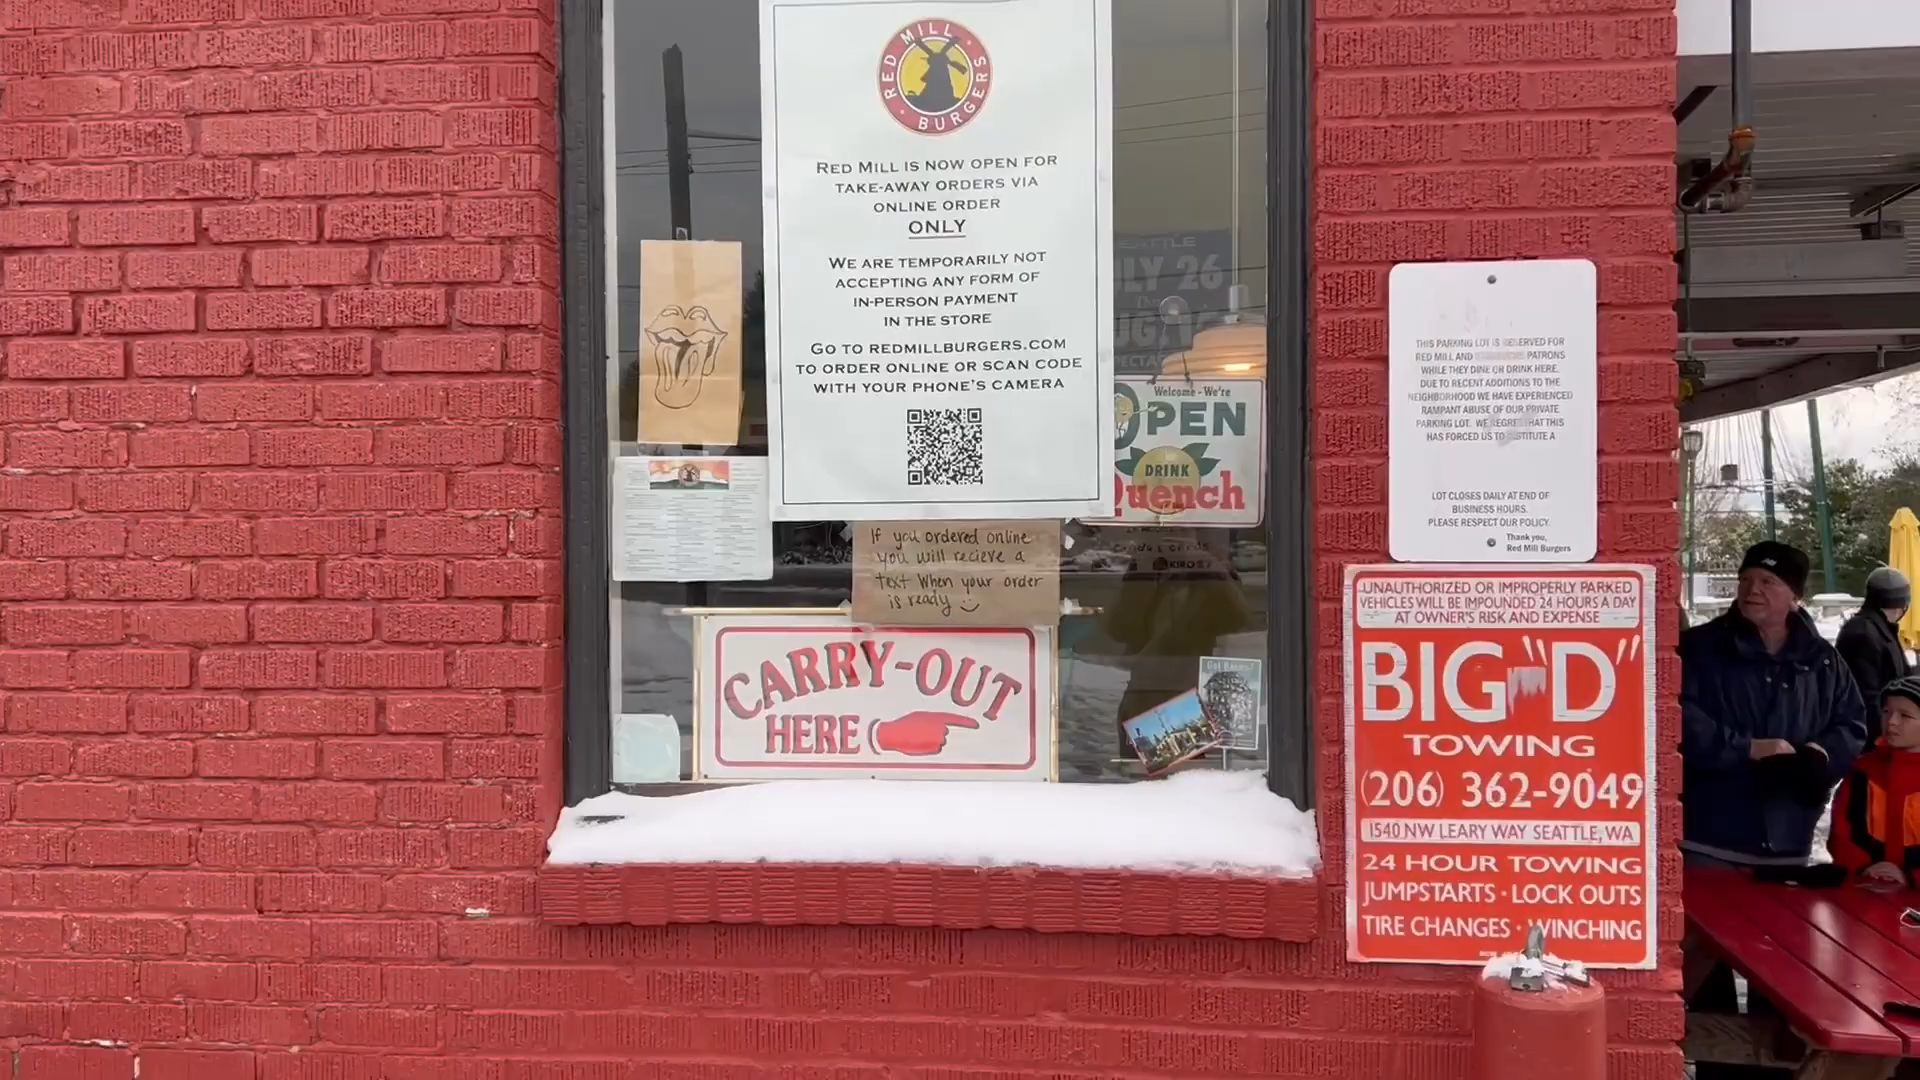 RED MILL
BURGERS
RED MILL IS NOW OPEN FOR
TAKE-AWAY ORDERS VIA
ONLINE ORDER
ONLY
WE ARE TEMPORARILY NOT
ACCEPTING ANY FORM OF
IN-PERSON PAYMENT
IN THE STORE
GO TO REDMILLBURGERS.COM
TO ORDER ONLINE OR SCAN CODE
WITH YOUR PHONE'S CAMERA
If you ordered online
you will recieve a
text when your order
is ready
CARRY-OUT
HERE
SEATTLE
LY 26
Welcome - We're
OPEN
DRINK
Quench
Got
THIS PARKING LOT IS RESERVED FOR
RED MILL AND PATRONS
WHILE THEY DINE OR DRINK HERE.
DUE TO RECENT ADDITIONS TO THE
NEIGHBORHOOD WE HAVE EXPERIENCED
RAMPANT ABUSE OF OUR PRIVATE
PARKING LOT. WE REGRET THAT THIS
HAS FORCED US TO INSTITUTE A
LOT CLOSES DAILY AT END OF
BUSINESS HOURS.
PLEASE RESPECT OUR POLICY.
Thank you,
Red Mill Burgers
UNAUTHORIZED OR IMPROPERLY PARKED
VEHICLES WILL BE IMPOUNDED 24 HOURS A DAY
AT OWNER'S RISK AND EXPENSE
BIG "D"
TOWING
(206) 362-9049
1540 NW LEARY WAY SEATTLE, WA
24 HOUR TOWING
JUMPSTARTS · LOCK OUTS
TIRE CHANGES · WINCHING